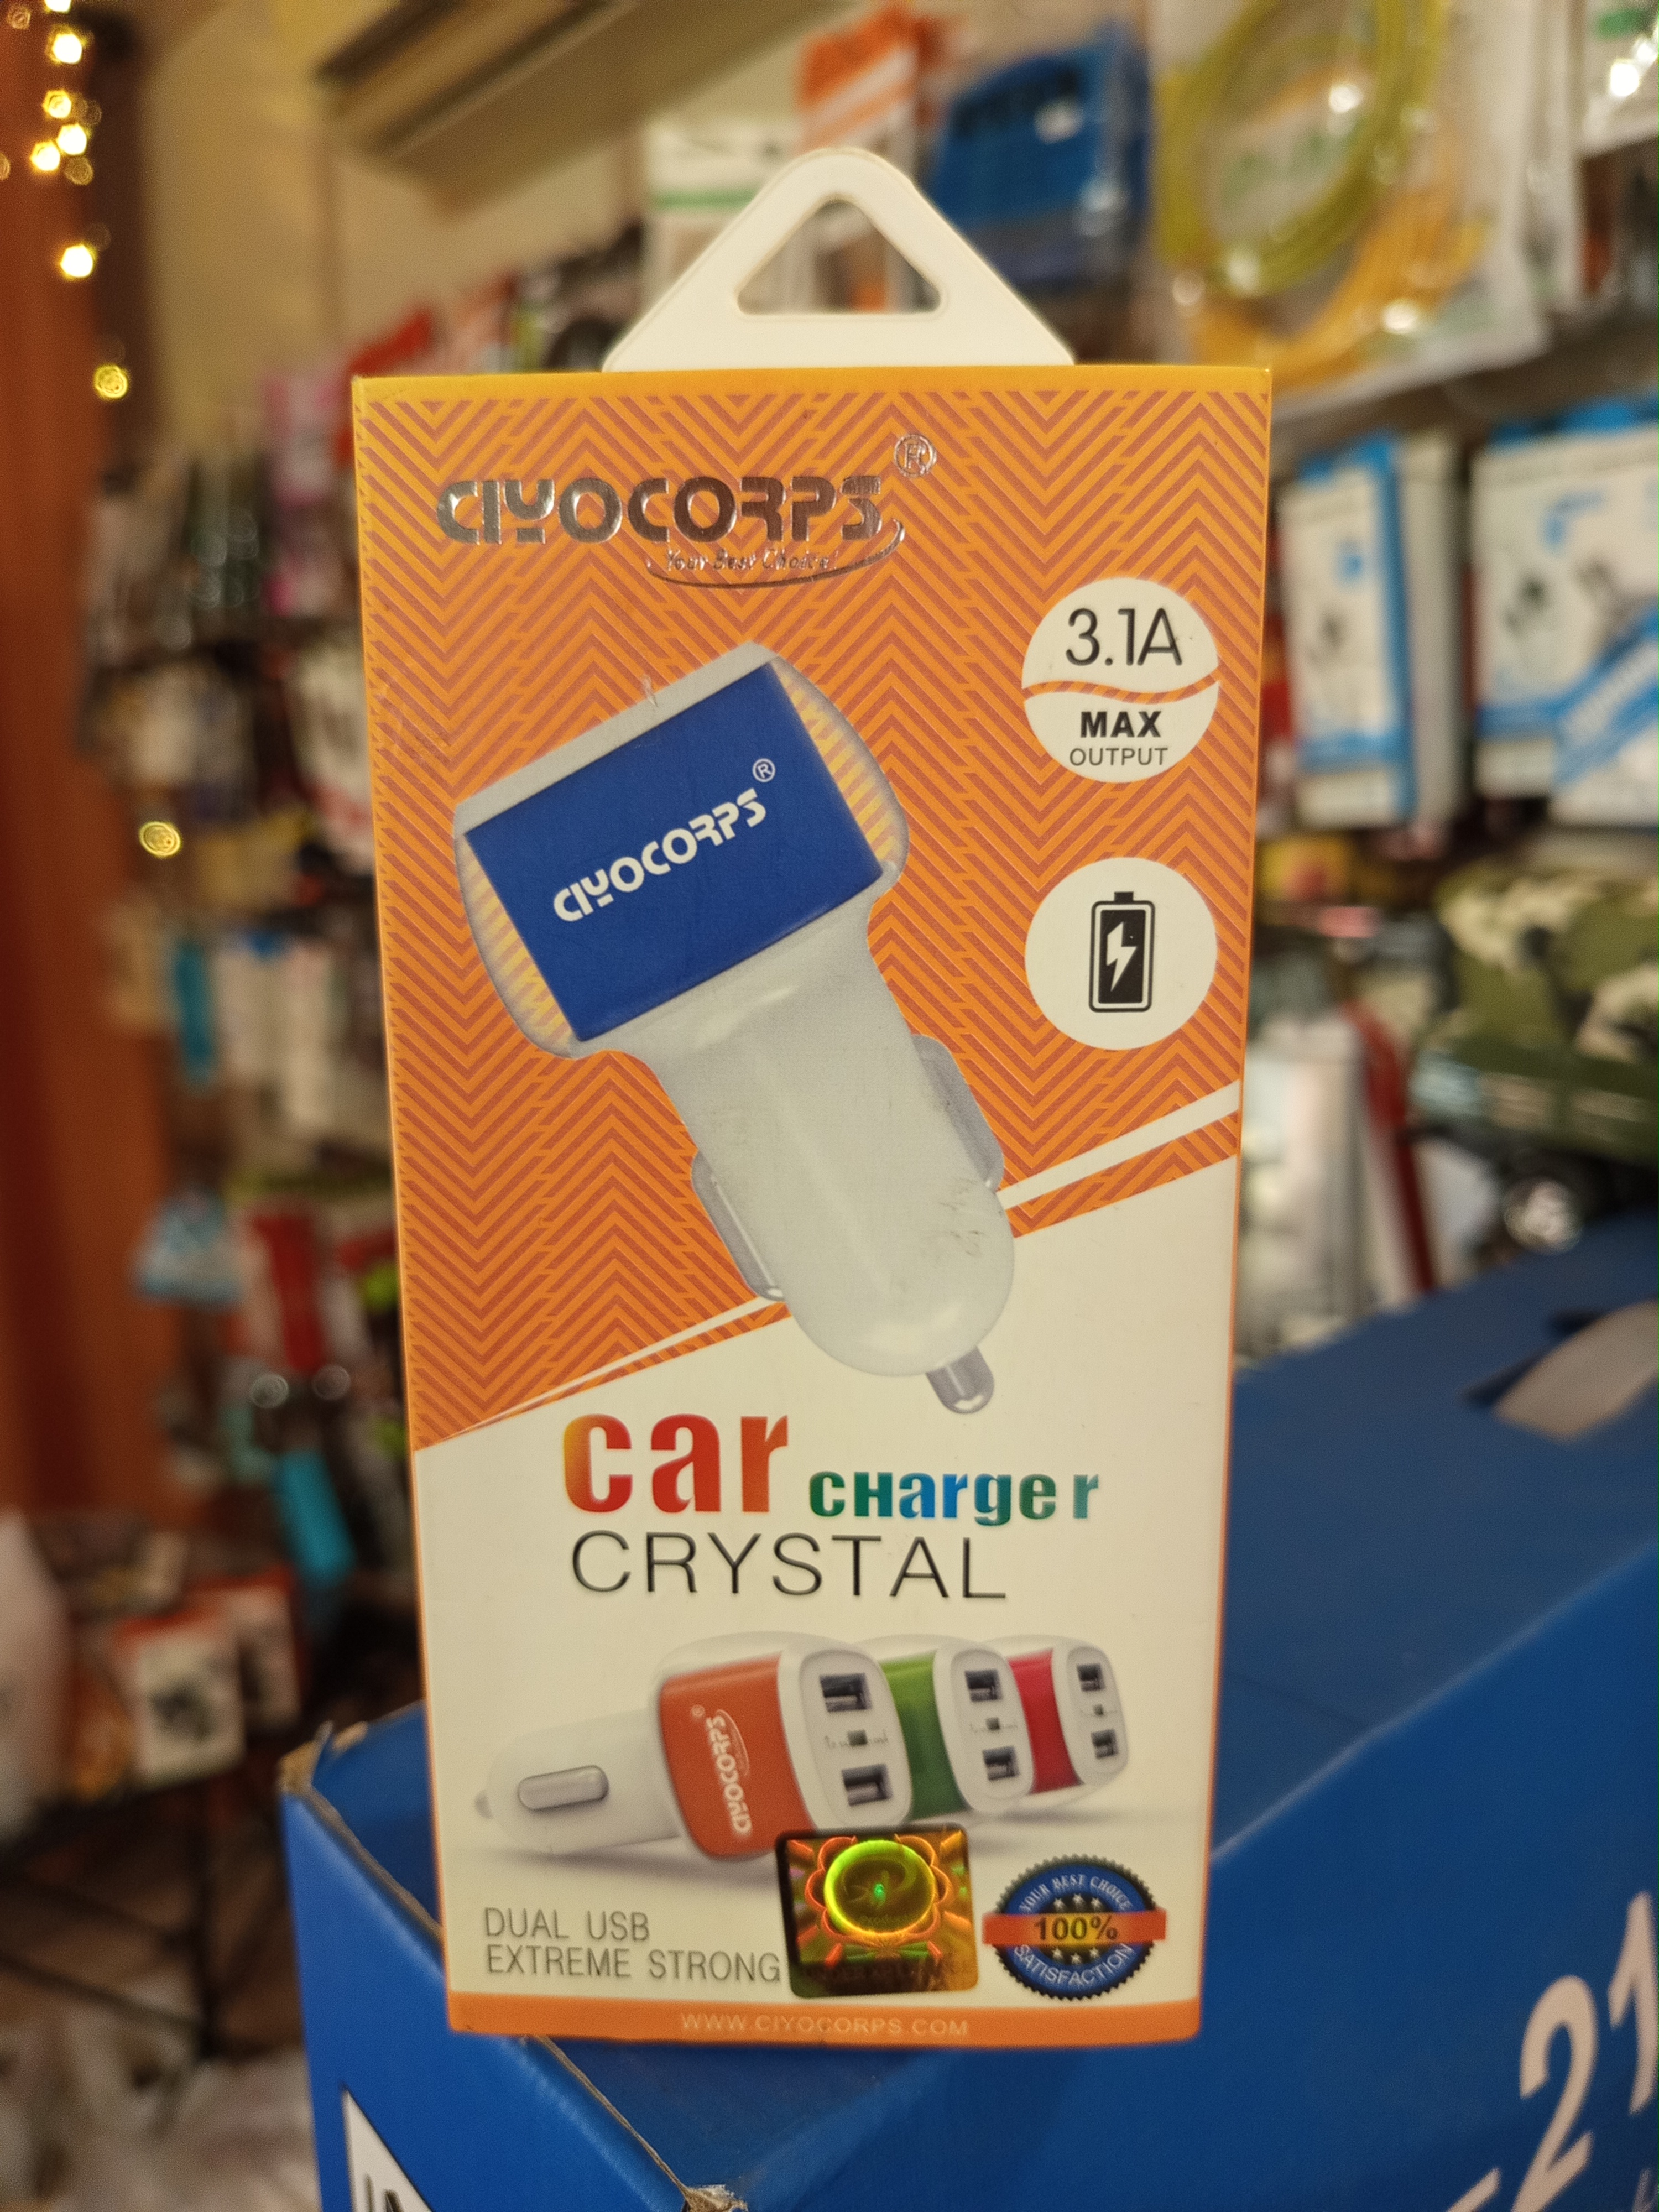 CIYOCORPS®
Your Best Choice!
3.1A
MAX
OUTPUT
CIYOCORPS®
car cHarger
CRYSTAL
CIYOCORPS®
DUAL USB
EXTREME STRONG
YOUR BEST CHOICE
100%
SATISFACTION
WWW.CIYOCORPS.COM
21